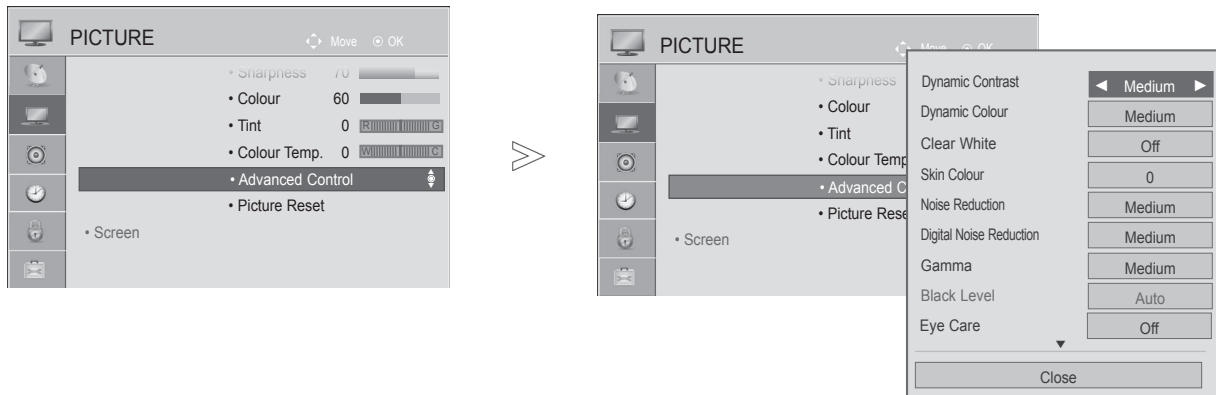 PICTURE
Move OK
• Sharpness 70
• Colour 60
• Tint 0 R G
• Colour Temp. 0 W C
• Advanced Control
• Picture Reset
• Screen
PICTURE
Move OK
• Sharpness
• Colour
• Tint
• Colour Temp
• Advanced C
• Picture Rese
• Screen
Dynamic Contrast Medium
Dynamic Colour Medium
Clear White Off
Skin Colour 0
Noise Reduction Medium
Digital Noise Reduction Medium
Gamma Medium
Black Level Auto
Eye Care Off
Close